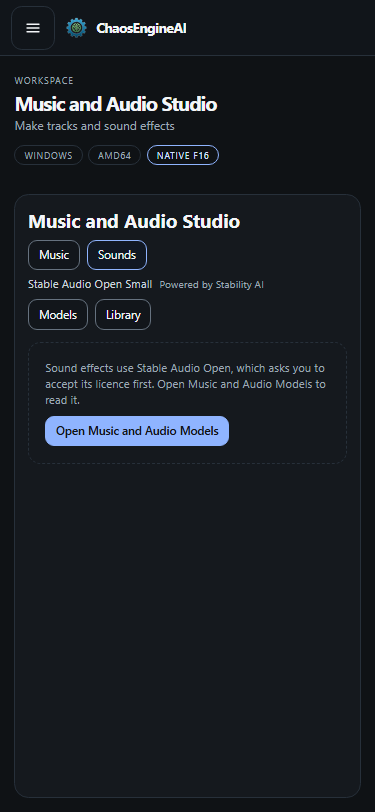 ChaosEngineAI
WORKSPACE
Music and Audio Studio
Make tracks and sound effects
WINDOWS AMD64 NATIVE F16
Music and Audio Studio
Music Sounds
Stable Audio Open Small Powered by Stability AI
Models Library
Sound effects use Stable Audio Open, which asks you to
accept its licence first. Open Music and Audio Models to
read it.
Open Music and Audio Models